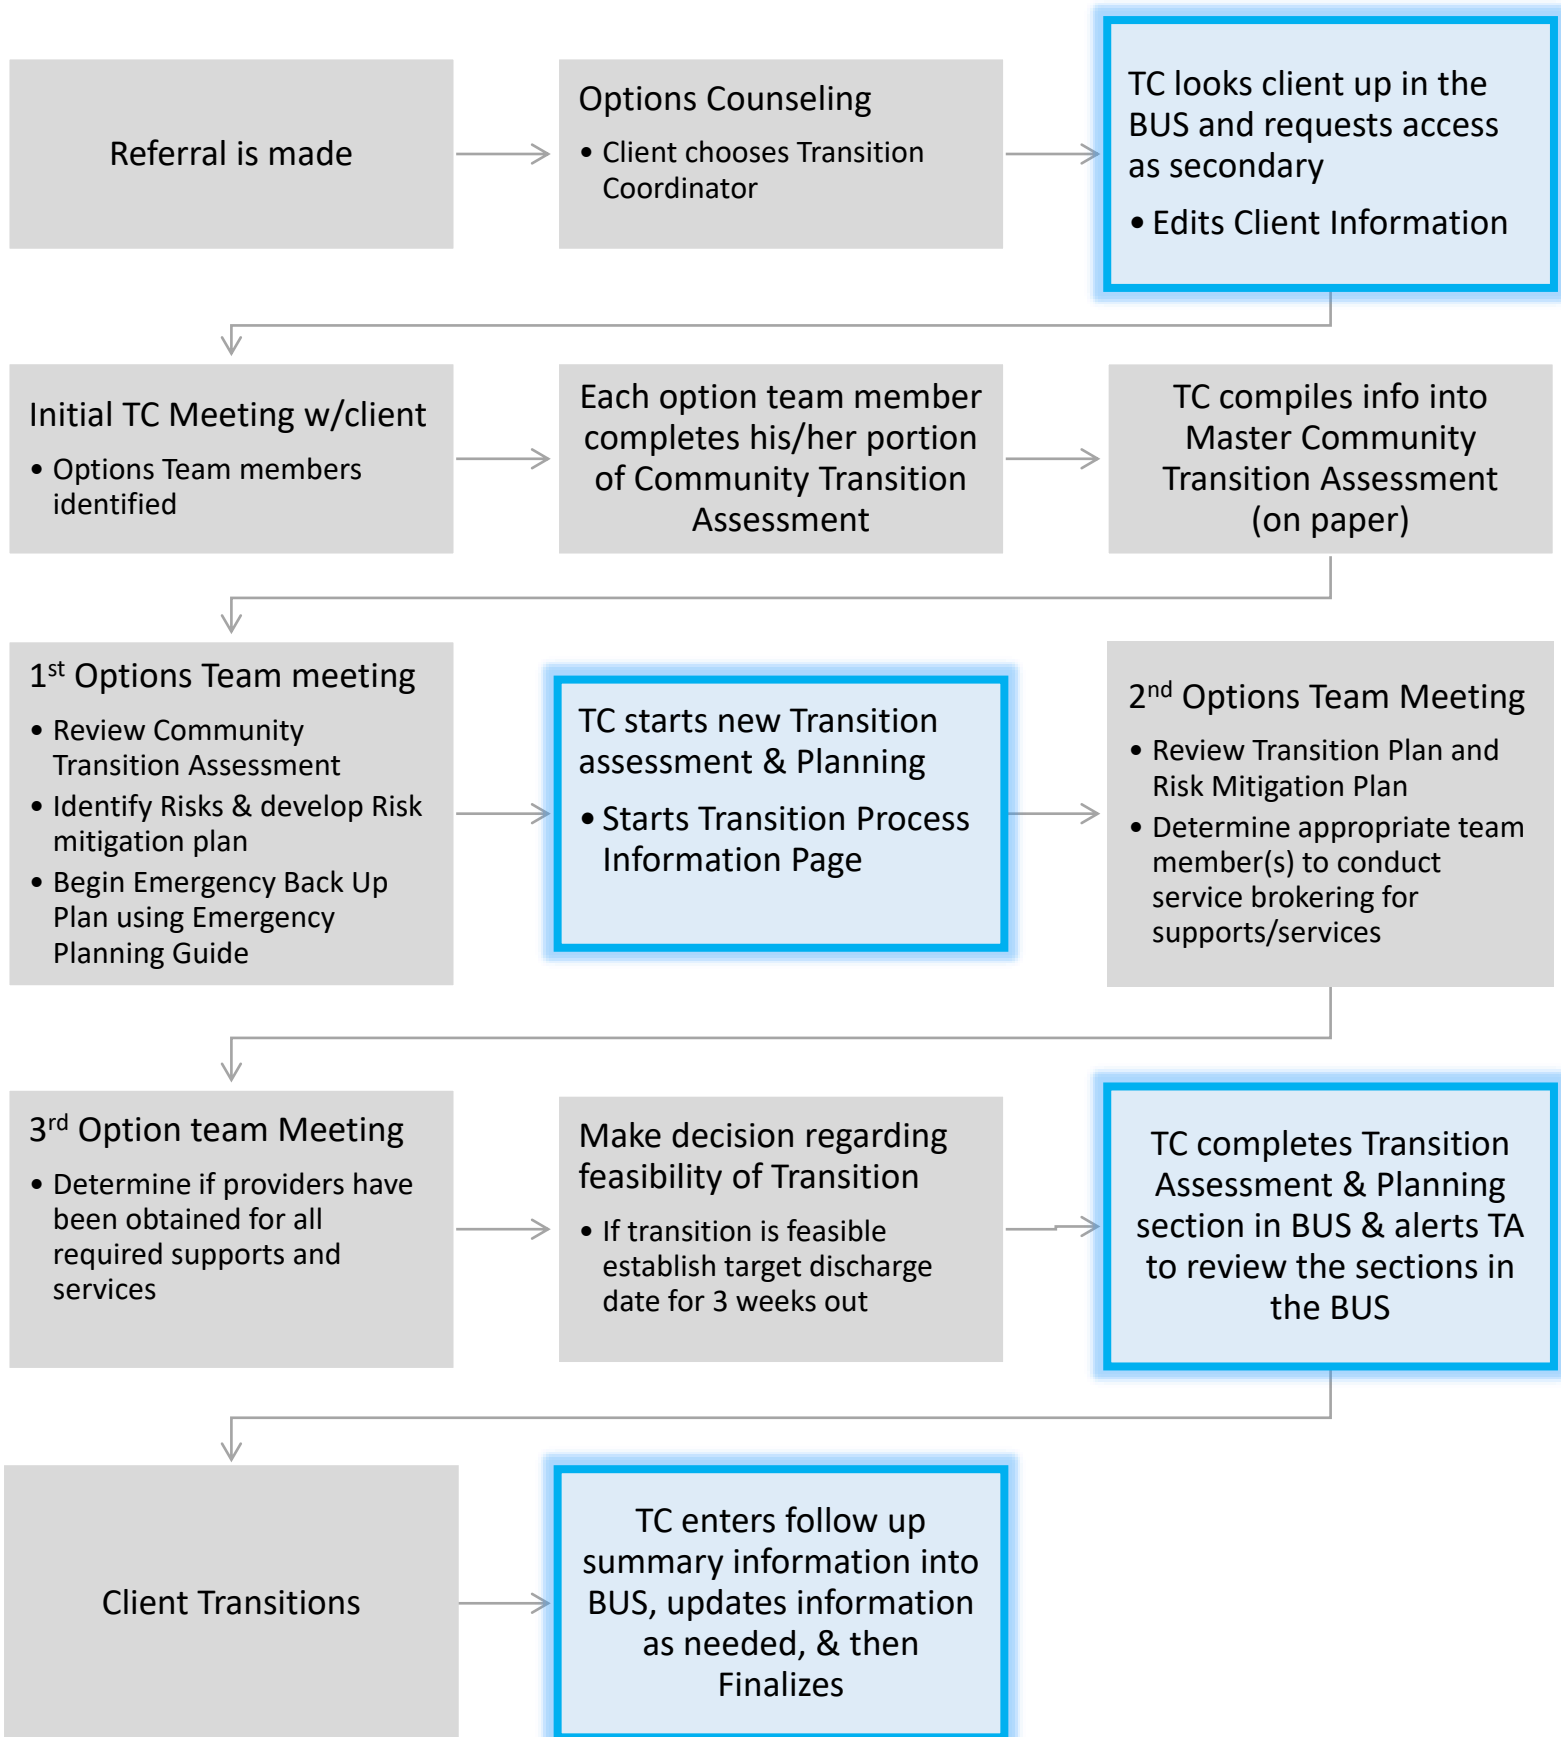 Referral is made
Options Counseling
• Client chooses Transition
Coordinator
TC looks client up in the
BUS and requests access
as secondary
• Edits Client Information
Initial TC Meeting w/client
• Options Team members
identified
Each option team member
completes his/her portion
of Community Transition
Assessment
TC compiles info into
Master Community
Transition Assessment
(on paper)
1st Options Team meeting
• Review Community
Transition Assessment
• Identify Risks & develop Risk
mitigation plan
• Begin Emergency Back Up
Plan using Emergency
Planning Guide
TC starts new Transition
assessment & Planning
• Starts Transition Process
Information Page
2nd Options Team Meeting
• Review Transition Plan and
Risk Mitigation Plan
• Determine appropriate team
member(s) to conduct
service brokering for
supports/services
3rd Option team Meeting
• Determine if providers have
been obtained for all
required supports and
services
Make decision regarding
feasibility of Transition
• If transition is feasible
establish target discharge
date for 3 weeks out
TC completes Transition
Assessment & Planning
section in BUS & alerts TA
to review the sections in
the BUS
Client Transitions
TC enters follow up
summary information into
BUS, updates information
as needed, & then
Finalizes